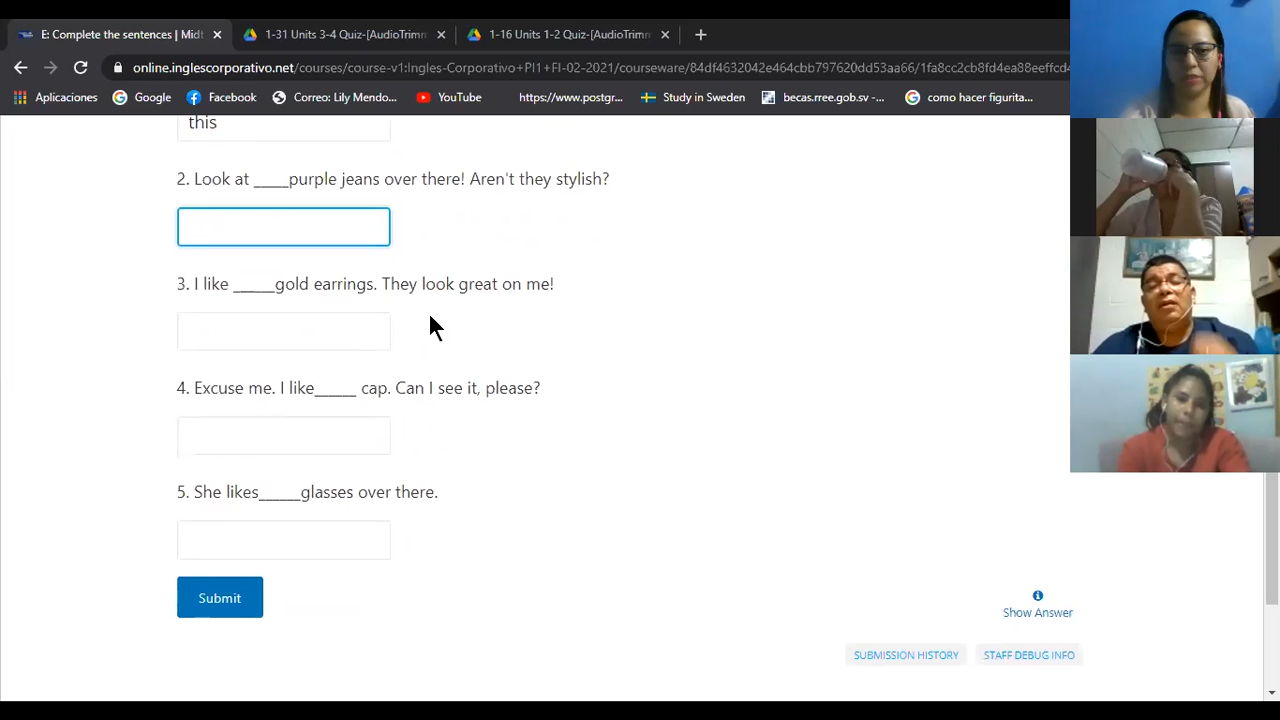 E: Complete the sentences | Midt
1-31 Units 3-4 Quiz-[AudioTrimm
1-16 Units 1-2 Quiz-[AudioTrimm
online.inglescorporativo.net/courses/course-v1:Ingles-Corporativo+PI1+FI-02-2021/courseware/84df4632042e464cbb797620dd53aa66/1fa8cc2cb8fd4ea88eeffcd4
Aplicaciones
Google
Facebook
Correo: Lily Mendo...
YouTube
https://www.postgr...
Study in Sweden
becas.rree.gob.sv -...
como hacer figurita...
this
2. Look at ____purple jeans over there! Aren't they stylish?
3. I like _____gold earrings. They look great on me!
4. Excuse me. I like_____ cap. Can I see it, please?
5. She likes_____glasses over there.
Submit
Show Answer
SUBMISSION HISTORY
STAFF DEBUG INFO